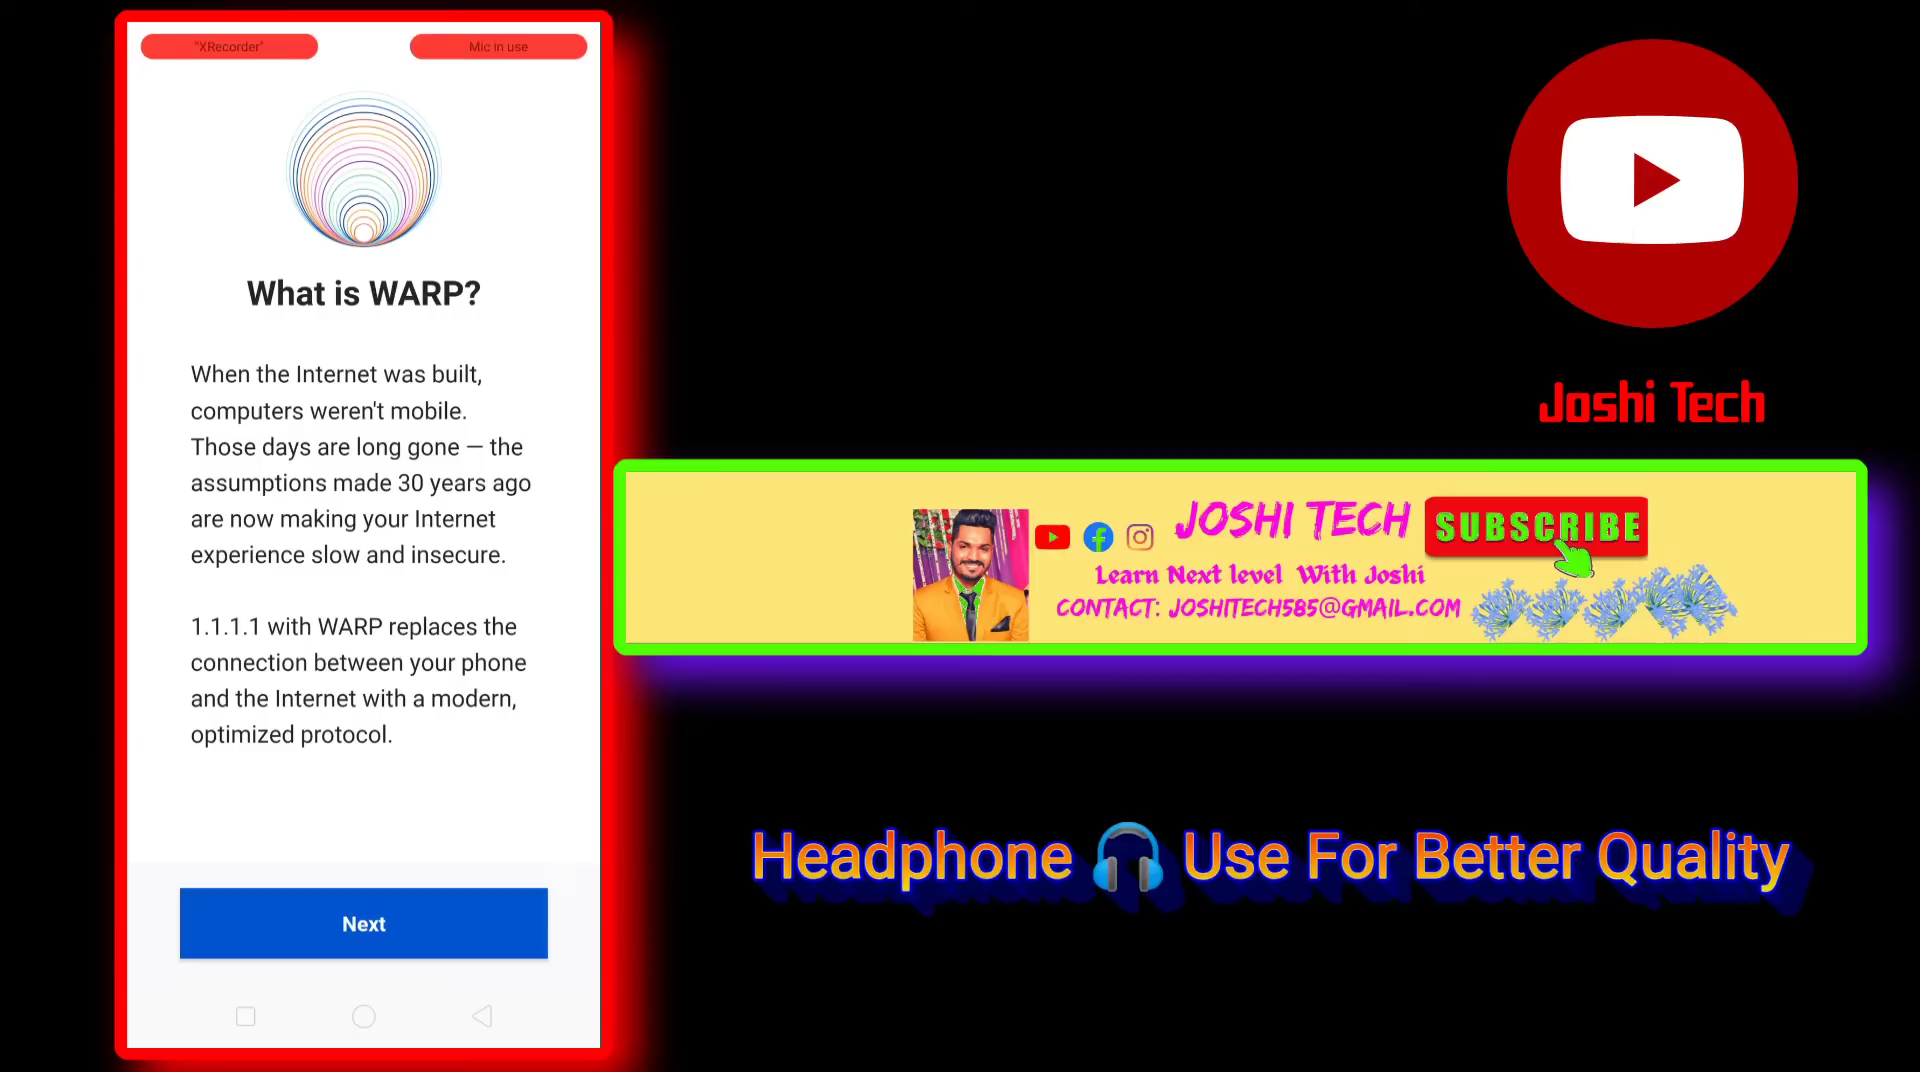 "XRecorder"
Mic in use
What is WARP?
When the Internet was built,
computers weren't mobile.
Those days are long gone — the
assumptions made 30 years ago
are now making your Internet
experience slow and insecure.
1.1.1.1 with WARP replaces the
connection between your phone
and the Internet with a modern,
optimized protocol.
Next
Joshi Tech
JOSHI TECH
SUBSCRIBE
Learn Next level With Joshi
CONTACT: JOSHITECH585@GMAIL.COM
Headphone 🎧 Use For Better Quality